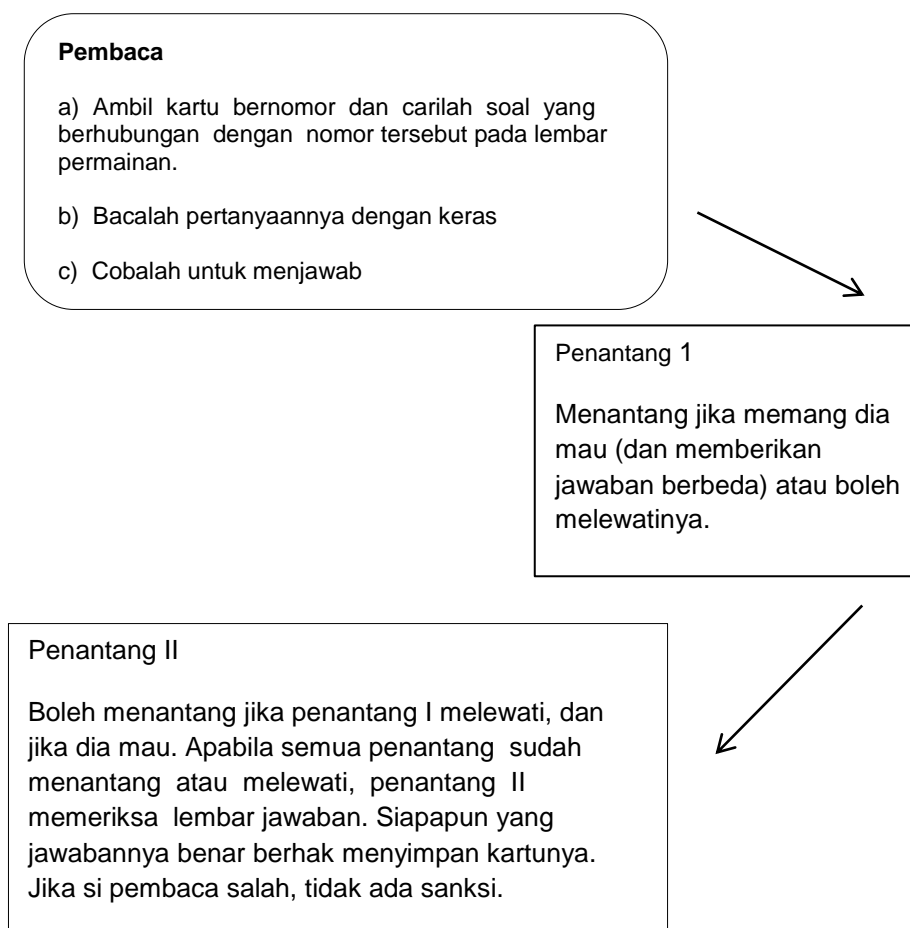 Pembaca
a) Ambil kartu bernomor dan carilah soal yang
berhubungan dengan nomor tersebut pada lembar
permainan.
b) Bacalah pertanyaannya dengan keras
c) Cobalah untuk menjawab
Penantang 1
Menantang jika memang dia
mau (dan memberikan
jawaban berbeda) atau boleh
melewatinya.
Penantang II
Boleh menantang jika penantang I melewati, dan
jika dia mau. Apabila semua penantang sudah
menantang atau melewati, penantang II
memeriksa lembar jawaban. Siapapun yang
jawabannya benar berhak menyimpan kartunya.
Jika si pembaca salah, tidak ada sanksi.